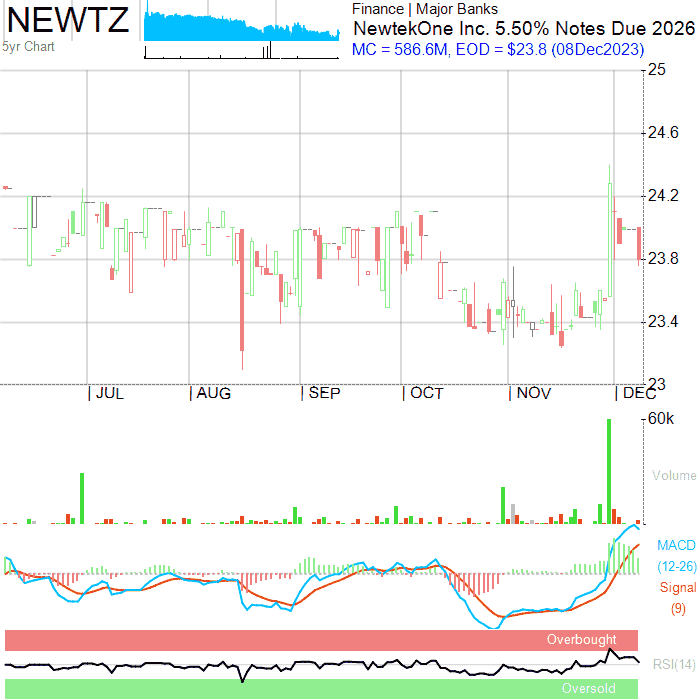 NEWTZ
5yr Chart
Finance | Major Banks
NewtekOne Inc. 5.50% Notes Due 2026
MC = 586.6M, EOD = $23.8 (08Dec2023)
25
24.6
24.2
23.8
23.4
23
JUL AUG SEP OCT NOV DEC
60k
Volume
MACD
(12-26)
Signal
(9)
Overbought
RSI(14)
Oversold